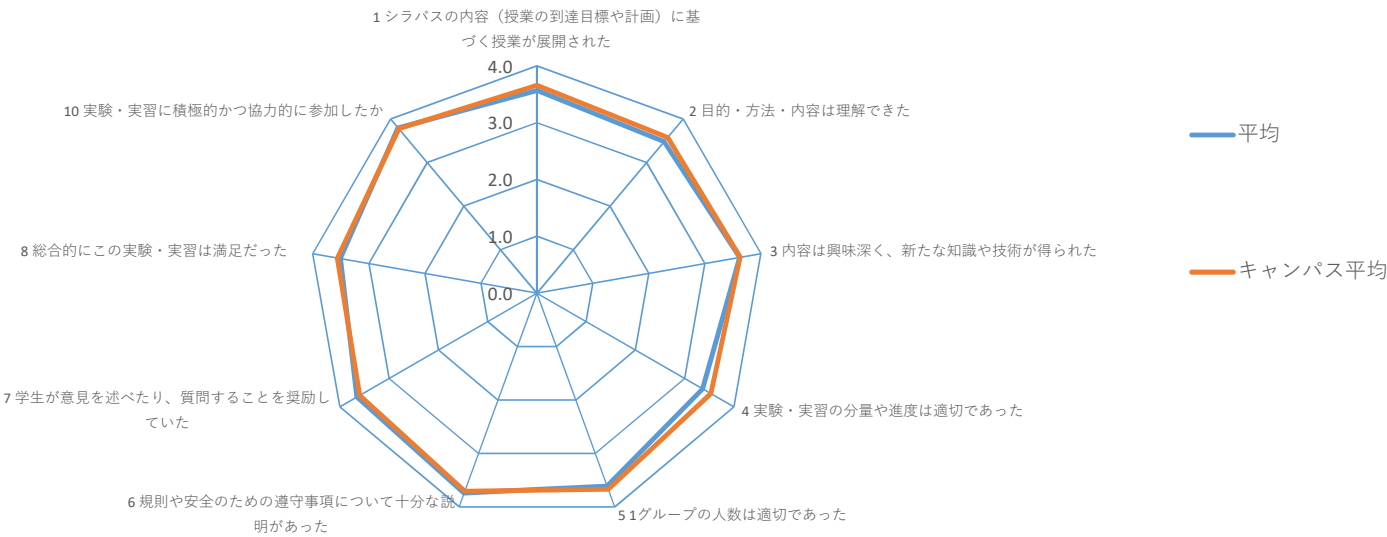 1 シラバスの内容（授業の到達目標や計画）に基
づく授業が展開された
4.0
10 実験・実習に積極的かつ協力的に参加したか
2 目的・方法・内容は理解できた
3.0
平均
2.0
1.0
8 総合的にこの実験・実習は満足だった
3 内容は興味深く、新たな知識や技術が得られた
キャンパス平均
0.0
7 学生が意見を述べたり、質問することを奨励し
ていた
4 実験・実習の分量や進度は適切であった
6 規則や安全のための遵守事項について十分な説
明があった
5 1グループの人数は適切であった